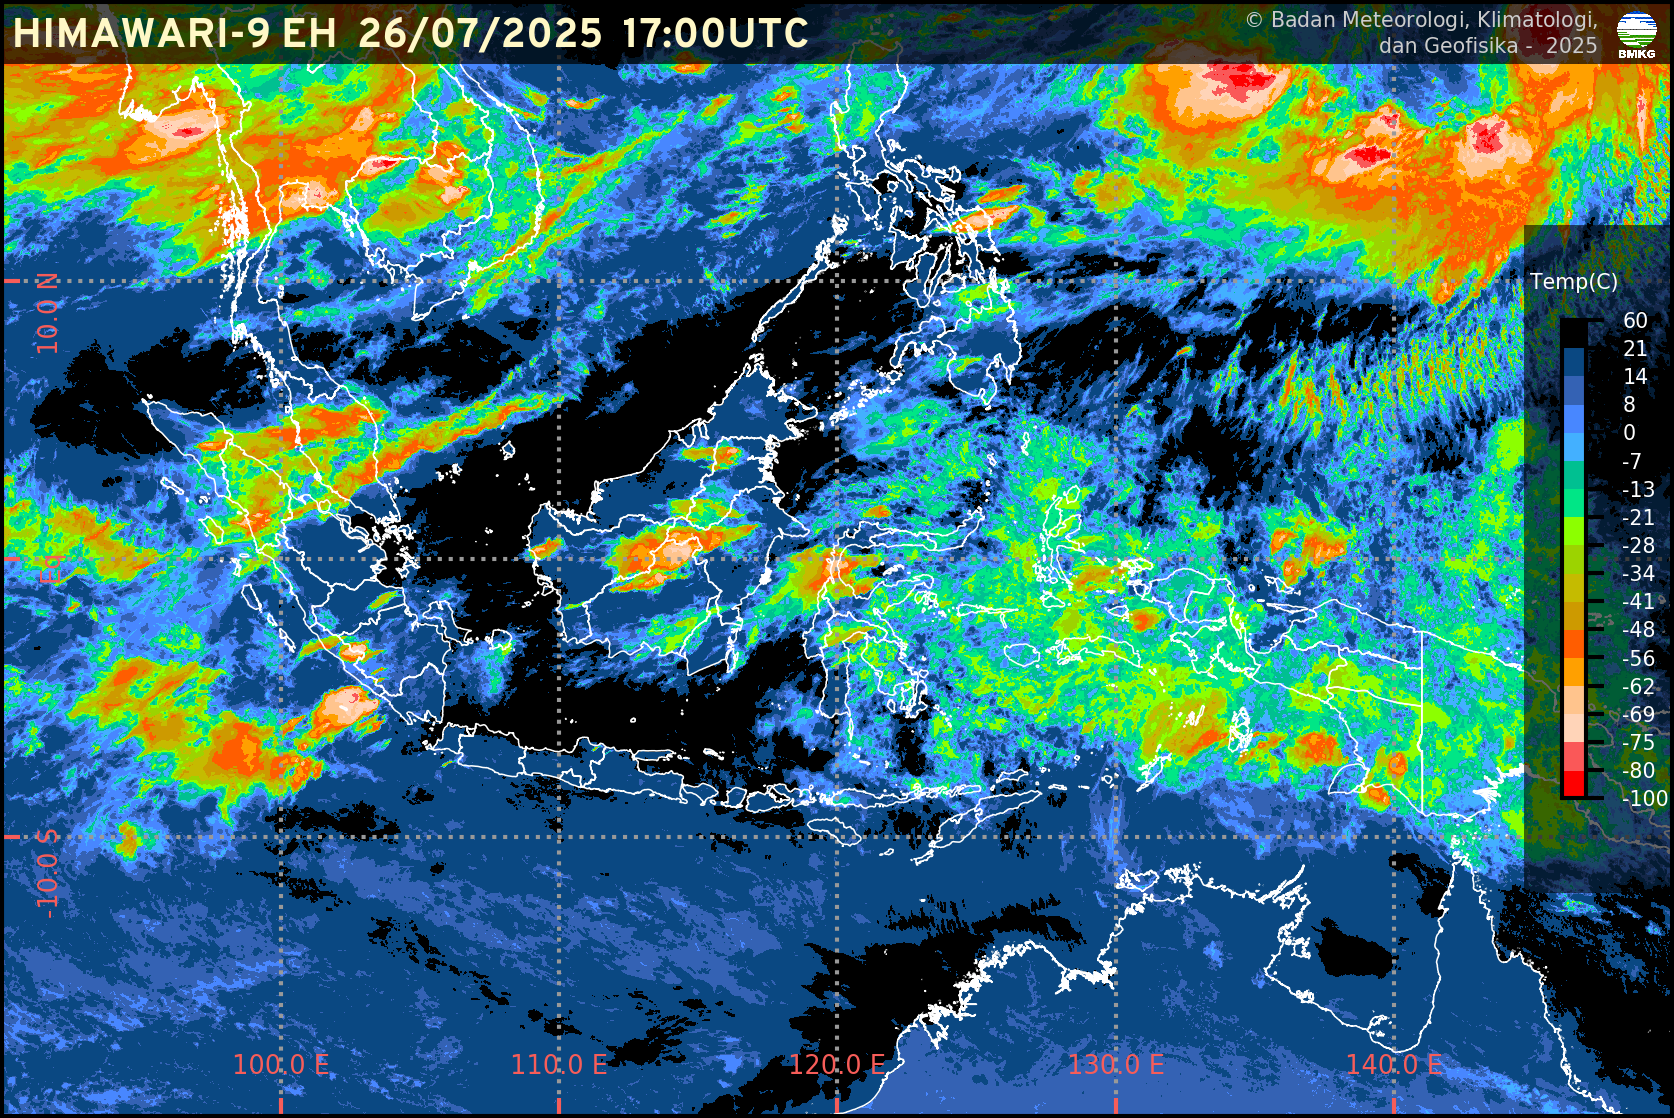 HIMAWARI-9 EH 26/07/2025 17:00UTC
© Badan Meteorologi, Klimatologi,
dan Geofisika - 2025
BMKG
10.0 N
Eq
-10.0 S
100.0 E
110.0 E
120.0 E
130.0 E
140.0 E
Temp(C)
60
21
14
8
0
-7
-13
-21
-28
-34
-41
-48
-56
-62
-69
-75
-80
-100